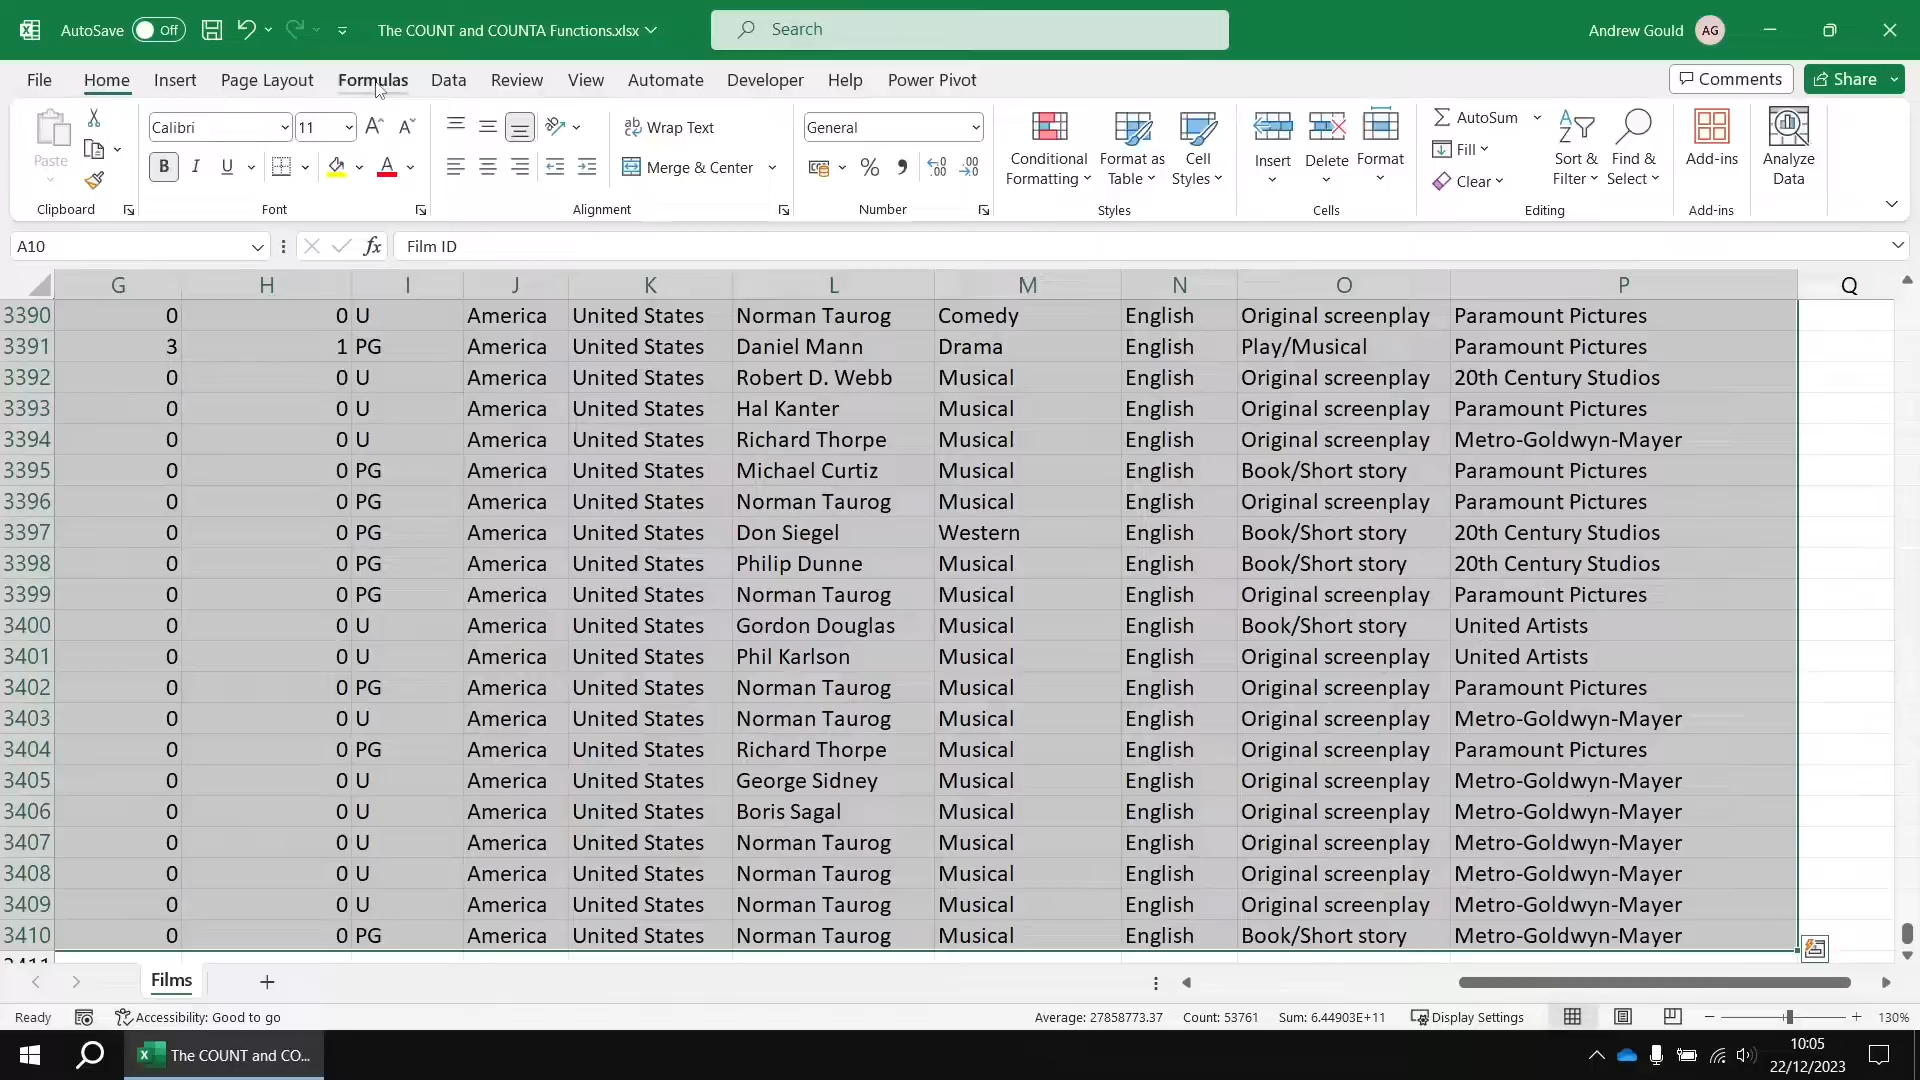 AutoSave Off The COUNT and COUNTA Functions.xlsx Search Andrew Gould AG
File Home Insert Page Layout Formulas Data Review View Automate Developer Help Power Pivot Comments Share
Paste Calibri 11 Wrap Text General Conditional Formatting Format as Table Cell Styles Insert Delete Format AutoSum Fill Clear Sort & Filter Find & Select Add-ins Analyze Data
B I U Merge & Center
Clipboard Font Alignment Number Styles Cells Editing Add-ins
A10 fx Film ID
G H I J K L M N O P Q
3390 0 0 U America United States Norman Taurog Comedy English Original screenplay Paramount Pictures
3391 3 1 PG America United States Daniel Mann Drama English Play/Musical Paramount Pictures
3392 0 0 U America United States Robert D. Webb Musical English Original screenplay 20th Century Studios
3393 0 0 U America United States Hal Kanter Musical English Original screenplay Paramount Pictures
3394 0 0 U America United States Richard Thorpe Musical English Original screenplay Metro-Goldwyn-Mayer
3395 0 0 PG America United States Michael Curtiz Musical English Book/Short story Paramount Pictures
3396 0 0 PG America United States Norman Taurog Musical English Original screenplay Paramount Pictures
3397 0 0 PG America United States Don Siegel Western English Book/Short story 20th Century Studios
3398 0 0 PG America United States Philip Dunne Musical English Book/Short story 20th Century Studios
3399 0 0 PG America United States Norman Taurog Musical English Original screenplay Paramount Pictures
3400 0 0 U America United States Gordon Douglas Musical English Book/Short story United Artists
3401 0 0 U America United States Phil Karlson Musical English Original screenplay United Artists
3402 0 0 PG America United States Norman Taurog Musical English Original screenplay Paramount Pictures
3403 0 0 U America United States Norman Taurog Musical English Original screenplay Metro-Goldwyn-Mayer
3404 0 0 PG America United States Richard Thorpe Musical English Original screenplay Paramount Pictures
3405 0 0 U America United States George Sidney Musical English Original screenplay Metro-Goldwyn-Mayer
3406 0 0 U America United States Boris Sagal Musical English Original screenplay Metro-Goldwyn-Mayer
3407 0 0 U America United States Norman Taurog Musical English Original screenplay Metro-Goldwyn-Mayer
3408 0 0 U America United States Norman Taurog Musical English Original screenplay Metro-Goldwyn-Mayer
3409 0 0 U America United States Norman Taurog Musical English Original screenplay Metro-Goldwyn-Mayer
3410 0 0 PG America United States Norman Taurog Musical English Book/Short story Metro-Goldwyn-Mayer
3411
Films
Ready Accessibility: Good to go Average: 27858773.37 Count: 53761 Sum: 6.44903E+11 Display Settings 130%
The COUNT and CO... 10:05
22/12/2023